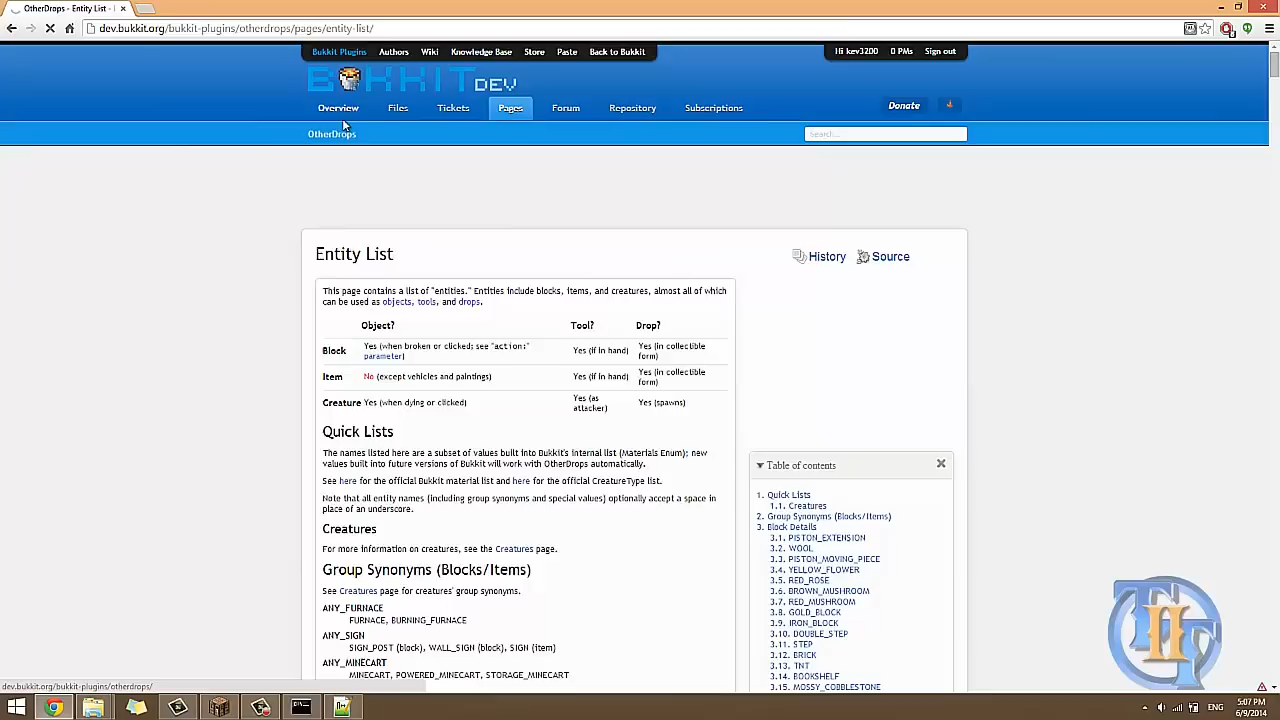 OtherDrops - Entity List -
dev.bukkit.org/bukkit-plugins/otherdrops/pages/entity-list/
Bukkit Plugins Authors Wiki Knowledge Base Store Paste Back to Bukkit
Hi kev3200 0 PMs Sign out
BUKKIT DEV
Overview Files Tickets Pages Forum Repository Subscriptions
Donate
OtherDrops
Search...
Entity List
History Source
This page contains a list of "entities." Entities include blocks, items, and creatures, almost all of which
can be used as objects, tools, and drops.
Object? Tool? Drop?
Block Yes (when broken or clicked; see "action:" parameter) Yes (if in hand) Yes (in collectible form)
Item No (except vehicles and paintings) Yes (if in hand) Yes (in collectible form)
Creature Yes (when dying or clicked) Yes (as attacker) Yes (spawns)
Quick Lists
The names listed here are a subset of values built into Bukkit's internal list (Materials Enum); new
values built into future versions of Bukkit will work with OtherDrops automatically.
See here for the official Bukkit material list and here for the official CreatureType list.
Note that all entity names (including group synonyms and special values) optionally accept a space in
place of an underscore.
Creatures
For more information on creatures, see the Creatures page.
Group Synonyms (Blocks/Items)
See Creatures page for creatures' group synonyms.
ANY_FURNACE
FURNACE, BURNING_FURNACE
ANY_SIGN
SIGN_POST (block), WALL_SIGN (block), SIGN (item)
ANY_MINECART
MINECART, POWERED_MINECART, STORAGE_MINECART
Table of contents
1. Quick Lists
1.1. Creatures
2. Group Synonyms (Blocks/Items)
3. Block Details
3.1. PISTON_EXTENSION
3.2. WOOL
3.3. PISTON_MOVING_PIECE
3.4. YELLOW_FLOWER
3.5. RED_ROSE
3.6. BROWN_MUSHROOM
3.7. RED_MUSHROOM
3.8. GOLD_BLOCK
3.9. IRON_BLOCK
3.10. DOUBLE_STEP
3.11. STEP
3.12. BRICK
3.13. TNT
3.14. BOOKSHELF
3.15. MOSSY_COBBLESTONE
dev.bukkit.org/bukkit-plugins/otherdrops/
ENG
5:07 PM
6/9/2014